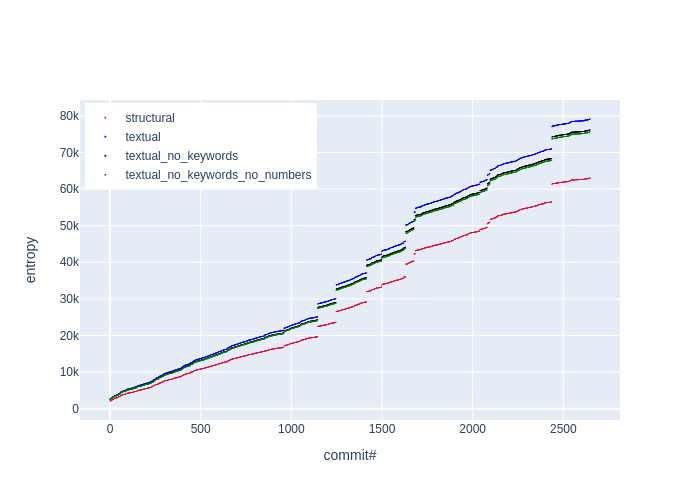 structural
textual
textual_no_keywords
textual_no_keywords_no_numbers
80k
70k
60k
50k
40k
30k
20k
10k
0
entropy
0 500 1000 1500 2000 2500
commit#